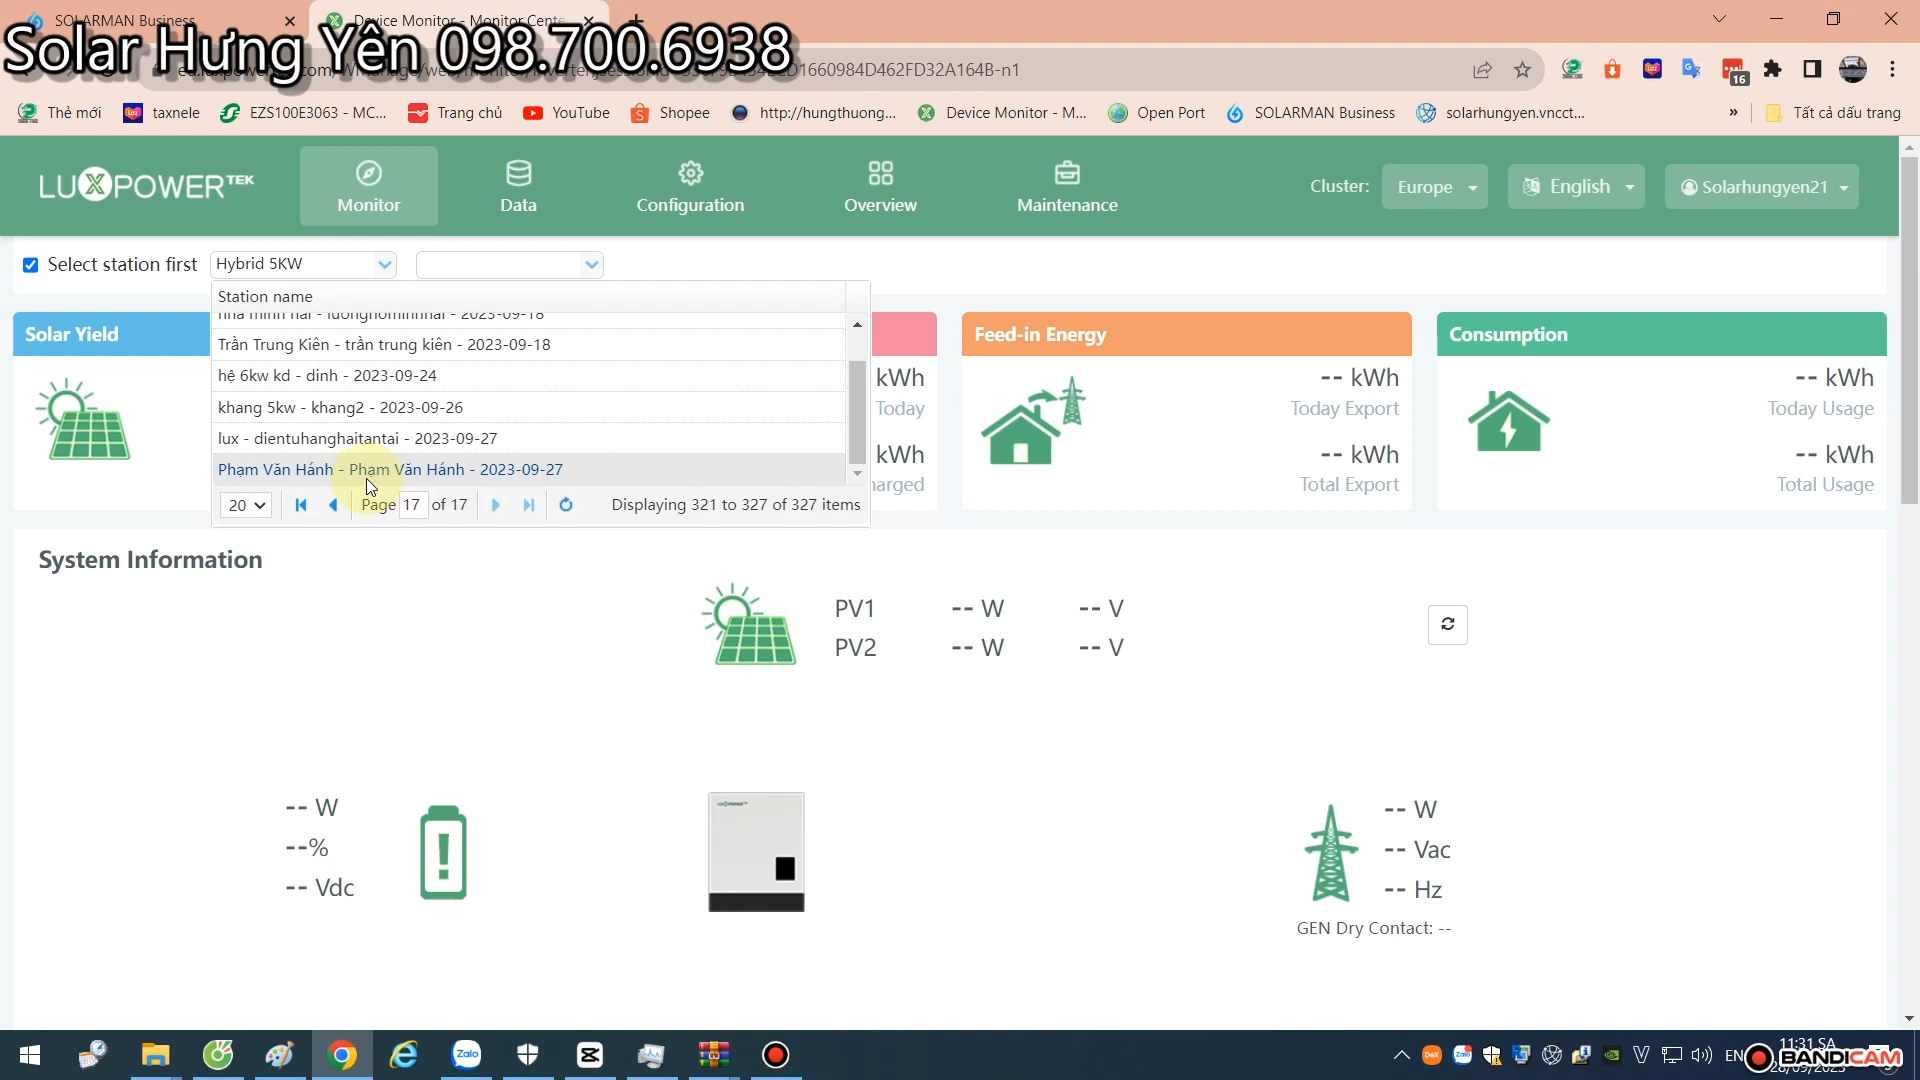 SOLARMAN Business
Device Monitor - Monitor Cente
Solar Hưng Yên 098.700.6938
1660984D462FD32A164B-n1
16
Thẻ mới
taxnele
EZS100E3063 - MC...
Trang chủ
YouTube
Shopee
http://hungthuong...
Device Monitor - M...
Open Port
SOLARMAN Business
solarhungyen.vncct...
»
Tất cả dấu trang
LUXPOWERTEK
Monitor
Data
Configuration
Overview
Maintenance
Cluster:
Europe
English
Solarhungyen21
Select station first
Hybrid 5KW
Station name
Trần Trung Kiên - trần trung kiên - 2023-09-18
hệ 6kw kd - dinh - 2023-09-24
khang 5kw - khang2 - 2023-09-26
lux - dientuhanghaitantai - 2023-09-27
Phạm Văn Hánh - Phạm Văn Hánh - 2023-09-27
20
Page 17 of 17
Displaying 321 to 327 of 327 items
Solar Yield
kWh
Today
kWh
harged
Feed-in Energy
-- kWh
Today Export
-- kWh
Total Export
Consumption
-- kWh
Today Usage
-- kWh
Total Usage
System Information
PV1 -- W -- V
PV2 -- W -- V
-- W
--%
-- Vdc
LUXPOWERTEK
-- W
-- Vac
-- Hz
GEN Dry Contact: --
Zalo
EN
11:31 SA
BANDICAM